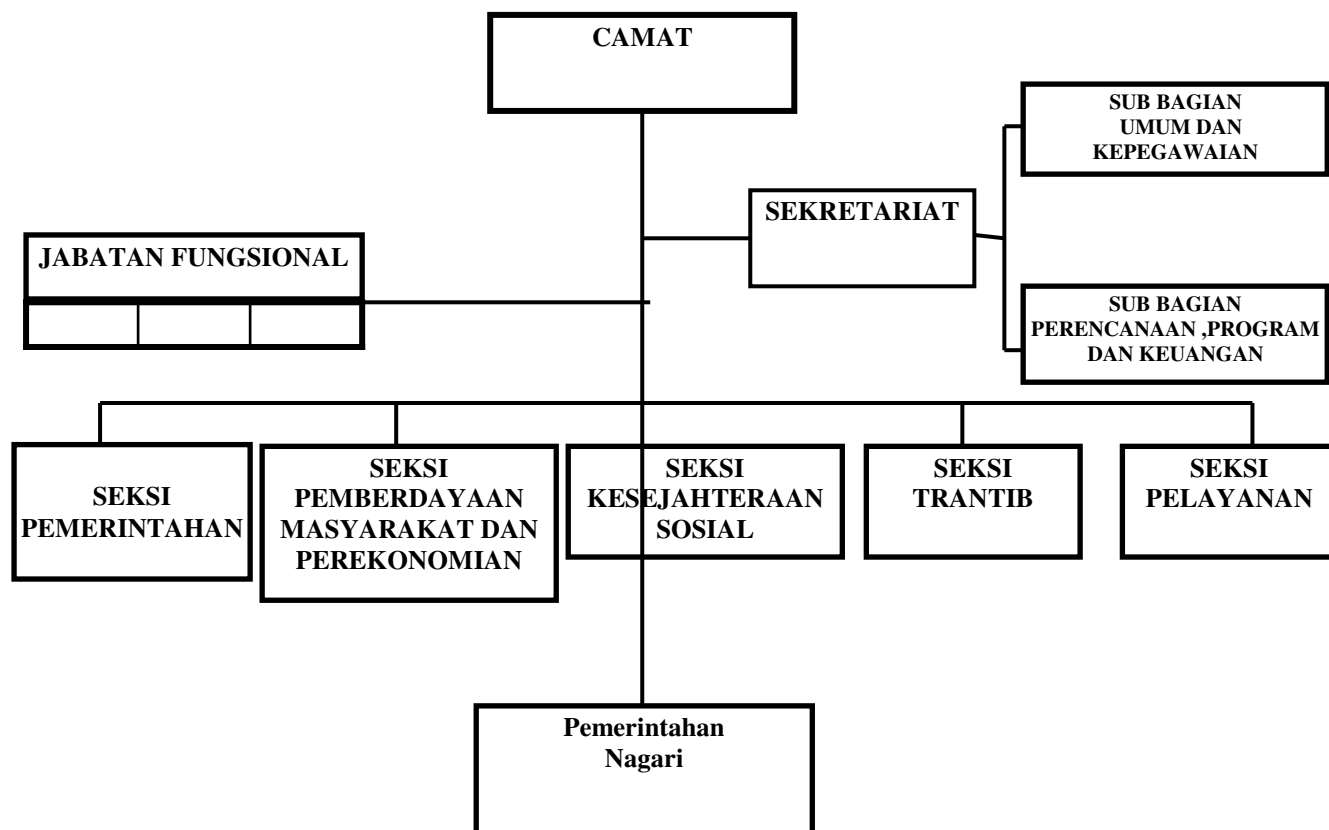 CAMAT
SUB BAGIAN
UMUM DAN
KEPEGAWAIAN
SEKRETARIAT
JABATAN FUNGSIONAL
SUB BAGIAN
PERENCANAAN ,PROGRAM
DAN KEUANGAN
SEKSI
PEMERINTAHAN
SEKSI
PEMBERDAYAAN
MASYARAKAT DAN
PEREKONOMIAN
SEKSI
KESEJAHTERAAN
SOSIAL
SEKSI
TRANTIB
SEKSI
PELAYANAN
Pemerintahan
Nagari